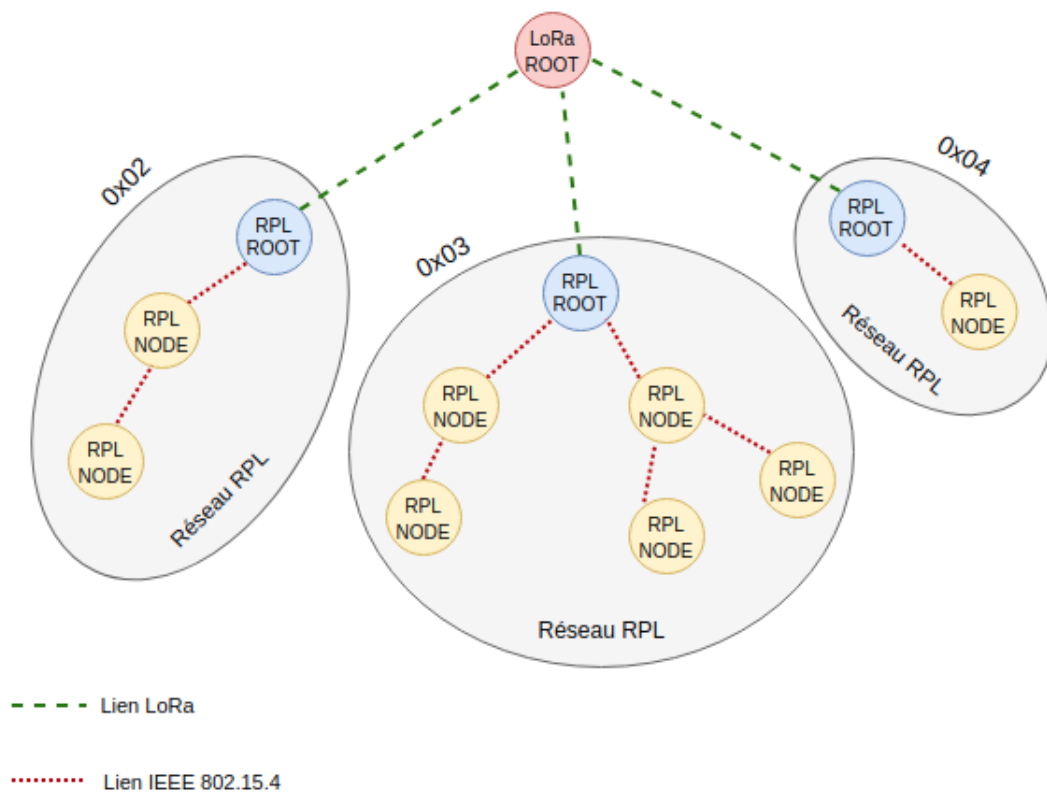 LoRa
ROOT
0x02
RPL
ROOT
RPL
NODE
RPL
NODE
Réseau RPL
0x03
RPL
ROOT
RPL
NODE
RPL
NODE
RPL
NODE
RPL
NODE
RPL
NODE
Réseau RPL
0x04
RPL
ROOT
RPL
NODE
Réseau RPL
Lien LoRa
Lien IEEE 802.15.4